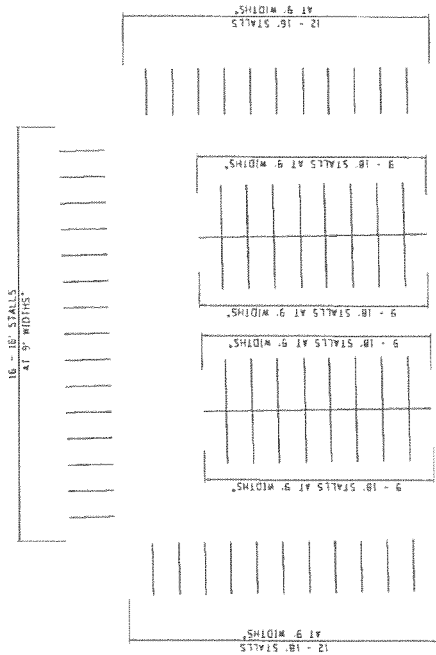 12 - 16' STALLS
AT 9' WIDTHS"
9 - 18' STALLS AT 9' WIDTHS"
16 - 16' STALLS
AT 9' WIDTHS"
9 - 18' STALLS AT 9' WIDTHS"
9 - 18' STALLS AT 9' WIDTHS"
9 - 18' STALLS AT 9' WIDTHS"
12 - 18' STALLS
AT 9' WIDTHS"